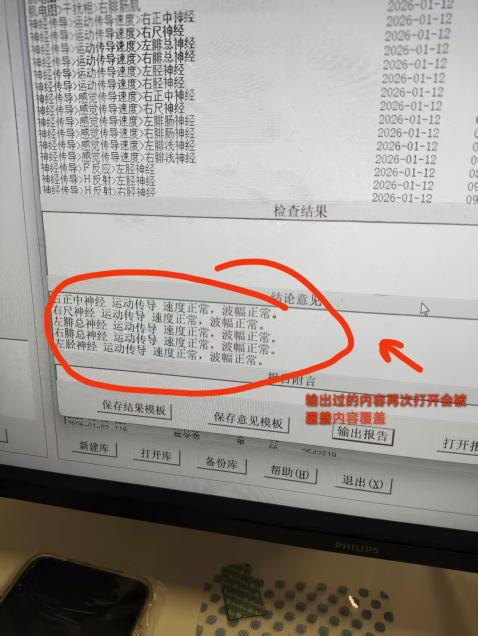 肌电图>干扰相>右腓肠肌 2026-01-12
神经传导>运动传导速度>右正中神经 2026-01-12
神经传导>运动传导速度>右尺神经 2026-01-12
神经传导>运动传导速度>左腓总神经 2026-01-12
神经传导>运动传导速度>右腓总神经 2026-01-12
神经传导>运动传导速度>左胫神经 2026-01-12
神经传导>运动传导速度>右胫神经 2026-01-12
神经传导>感觉传导速度>右正中神经 2026-01-12
神经传导>感觉传导速度>右尺神经 2026-01-12
神经传导>感觉传导速度>左腓肠神经 2026-01-12
神经传导>感觉传导速度>右腓肠神经 2026-01-12
神经传导>感觉传导速度>左腓浅神经 2026-01-12
神经传导>感觉传导速度>右腓浅神经 2026-01-12
神经传导>F反应>左胫神经 2026-01-12
神经传导>H反射>左胫神经 2026-01-12
神经传导>H反射>右胫神经 2026-01-12
检查结果
结论意见
右正中神经 运动传导 速度正常，波幅正常。
右尺神经 运动传导 速度正常，波幅正常。
左腓总神经 运动传导 速度正常，波幅正常。
右腓总神经 运动传导 速度正常，波幅正常。
左胫神经 运动传导 速度正常，波幅正常。
报告附言
输出过的内容再次打开会被
覆盖内容覆盖
保存结果模板 保存意见模板 输出报告 打开报
新建库 打开库 备份库 帮助(H) 退出(X)
PHILIPS